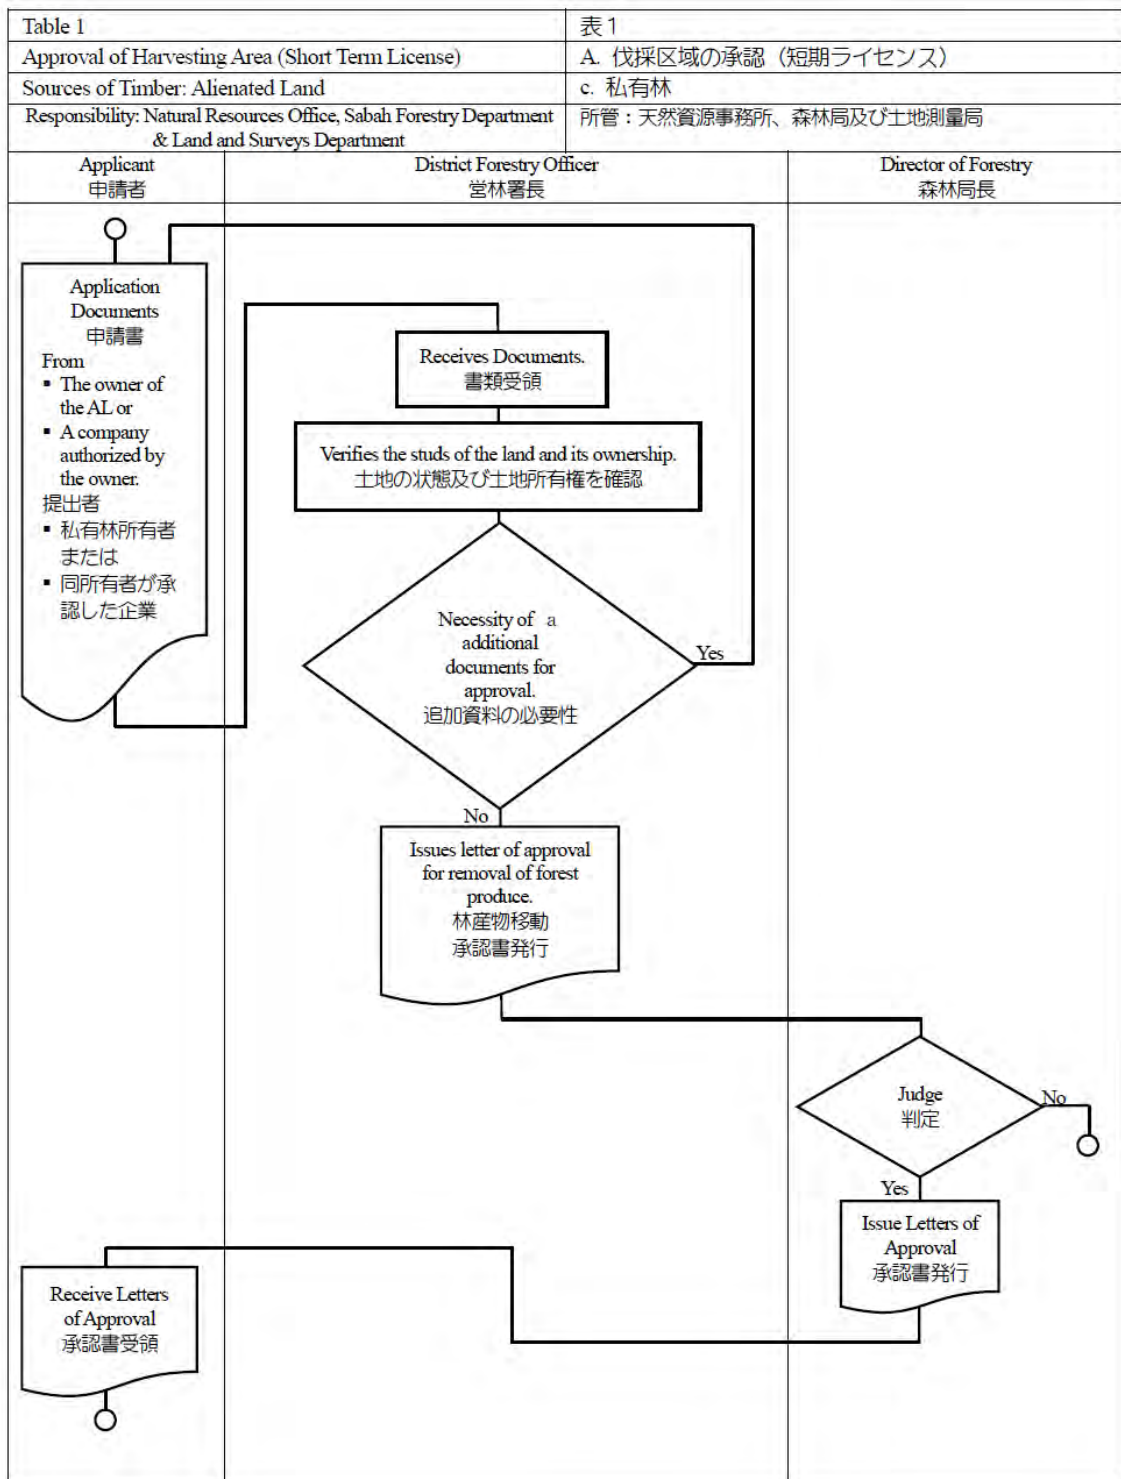 Table 1
表1
Approval of Harvesting Area (Short Term License)
A. 伐採区域の承認（短期ライセンス）
Sources of Timber: Alienated Land
c. 私有林
Responsibility: Natural Resources Office, Sabah Forestry Department
& Land and Surveys Department
所管：天然資源事務所、森林局及び土地測量局
Applicant
申請者
District Forestry Officer
営林署長
Director of Forestry
森林局長
Application
Documents
申請書
From
▪ The owner of
the AL or
▪ A company
authorized by
the owner.
提出者
▪ 私有林所有者
または
▪ 同所有者が承
認した企業
Receives Documents.
書類受領
Verifies the studs of the land and its ownership.
土地の状態及び土地所有権を確認
Necessity of a
additional
documents for
approval.
追加資料の必要性
Yes
No
Issues letter of approval
for removal of forest
produce.
林産物移動
承認書発行
Judge
判定
No
Yes
Issue Letters of
Approval
承認書発行
Receive Letters
of Approval
承認書受領